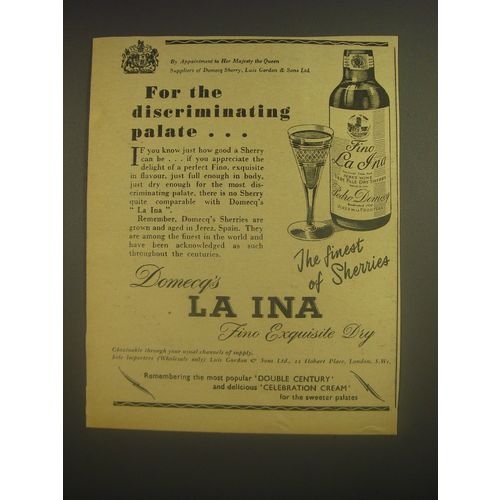 By Appointment to Her Majesty the Queen
Suppliers of Domecq Sherry, Luis Gordon & Sons Ltd.
For the
discriminating
palate . . .
If you know just how good a Sherry
can be . . . if you appreciate the
delight of a perfect Fino, exquisite
in flavour, just full enough in body,
just dry enough for the most dis-
criminating palate, there is no Sherry
quite comparable with Domecq's
" La Ina ".
Remember, Domecq's Sherries are
grown and aged in Jerez, Spain. They
are among the finest in the world and
have been acknowledged as such
throughout the centuries.
Fino
La Ina
Pedro Domecq
The finest
of Sherries
Domecq's
LA INA
Fino Exquisite Dry
Obtainable through your usual channels of supply.
Sole Importers (Wholesale only) Luis Gordon & Sons Ltd., 12 Hobart Place, London, S.W.1
Remembering the most popular 'DOUBLE CENTURY'
and delicious 'CELEBRATION CREAM'
for the sweeter palates